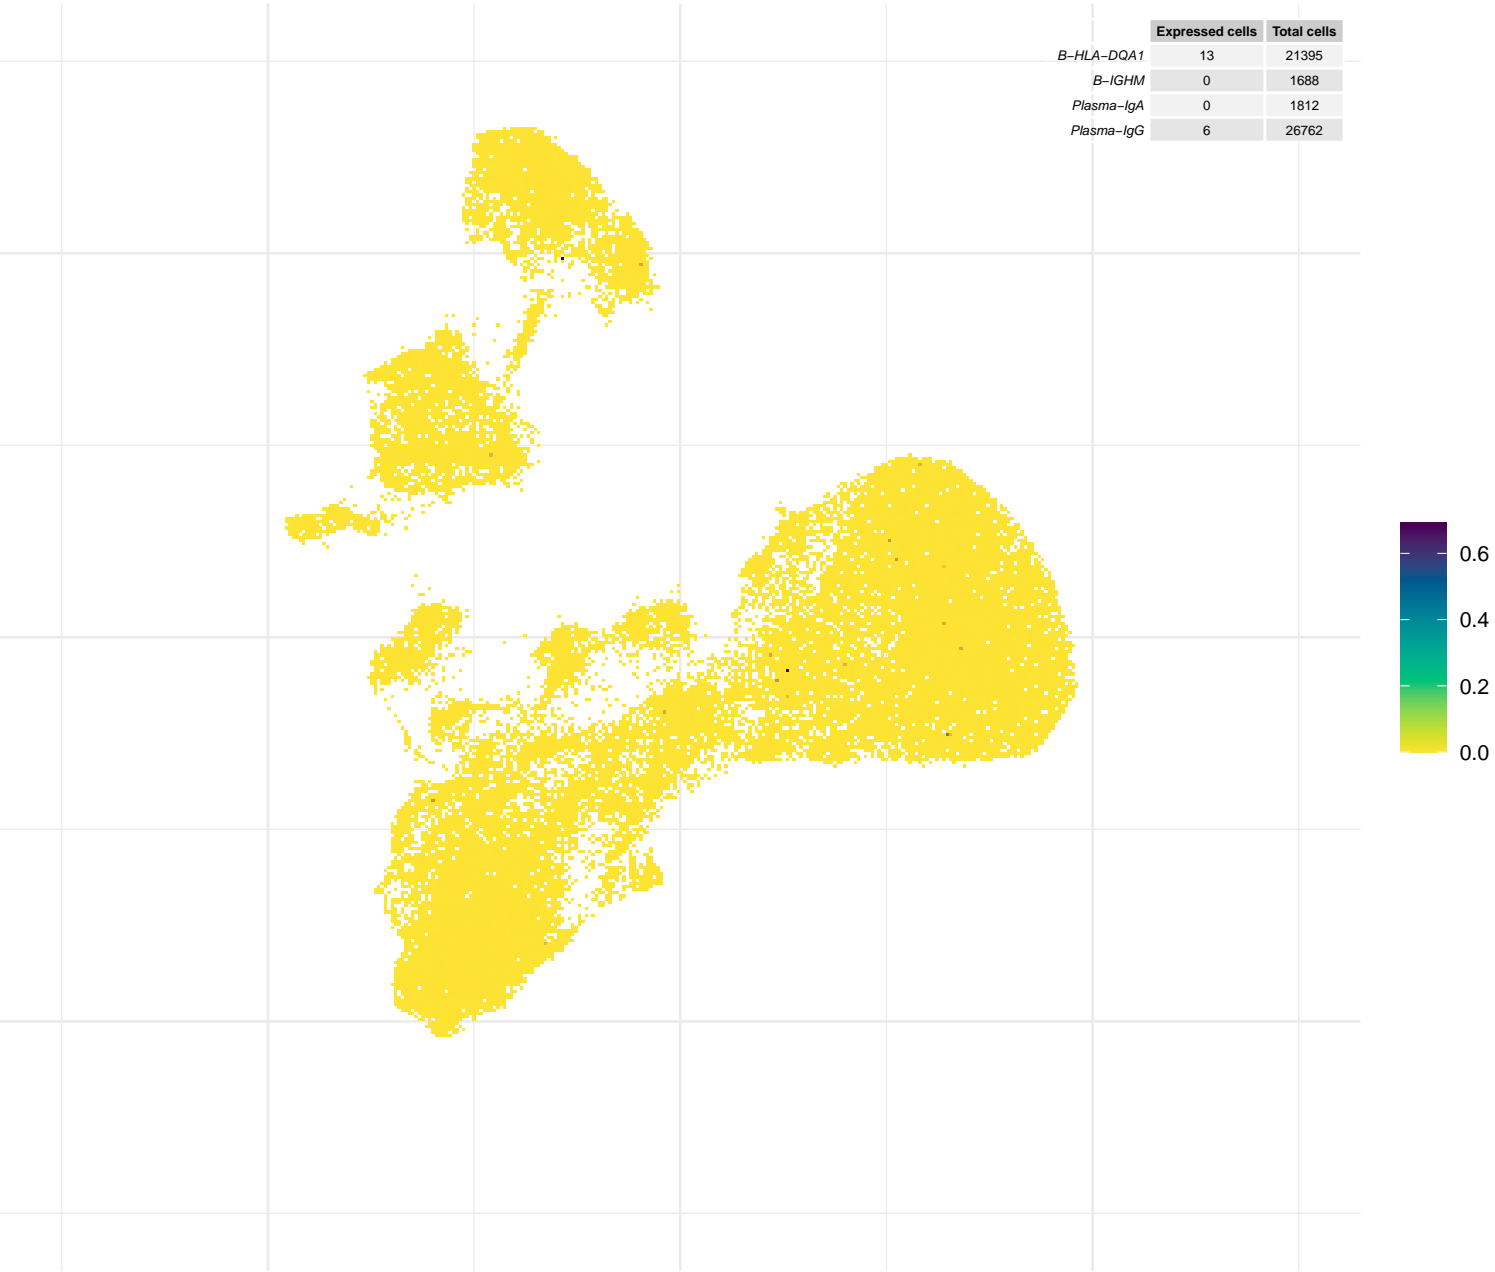 Expressed cells Total cells
B−HLA−DQA1 13 21395
B−IGHM 0 1688
Plasma−IgA 0 1812
Plasma−IgG 6 26762
0.6
0.4
0.2
0.0